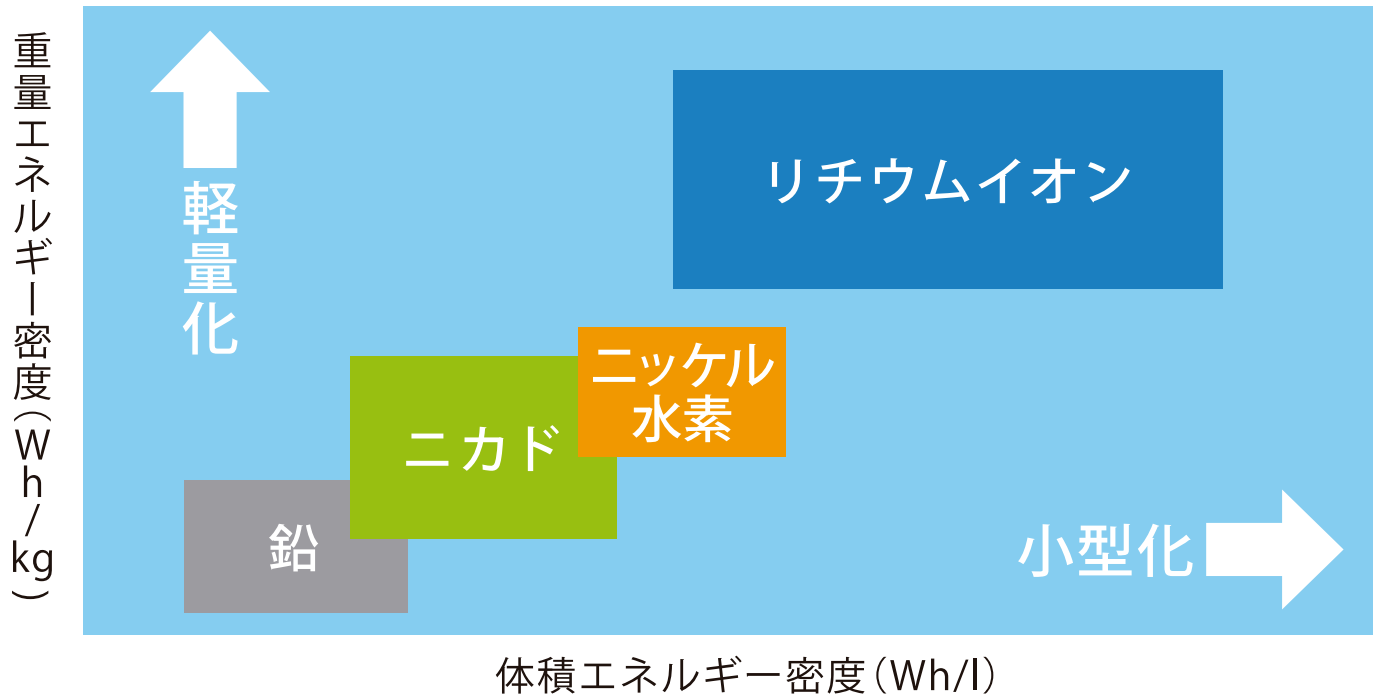 重量エネルギー密度(Wh/kg)
軽量化
リチウムイオン
ニッケル
水素
ニカド
鉛
小型化
体積エネルギー密度(Wh/l)